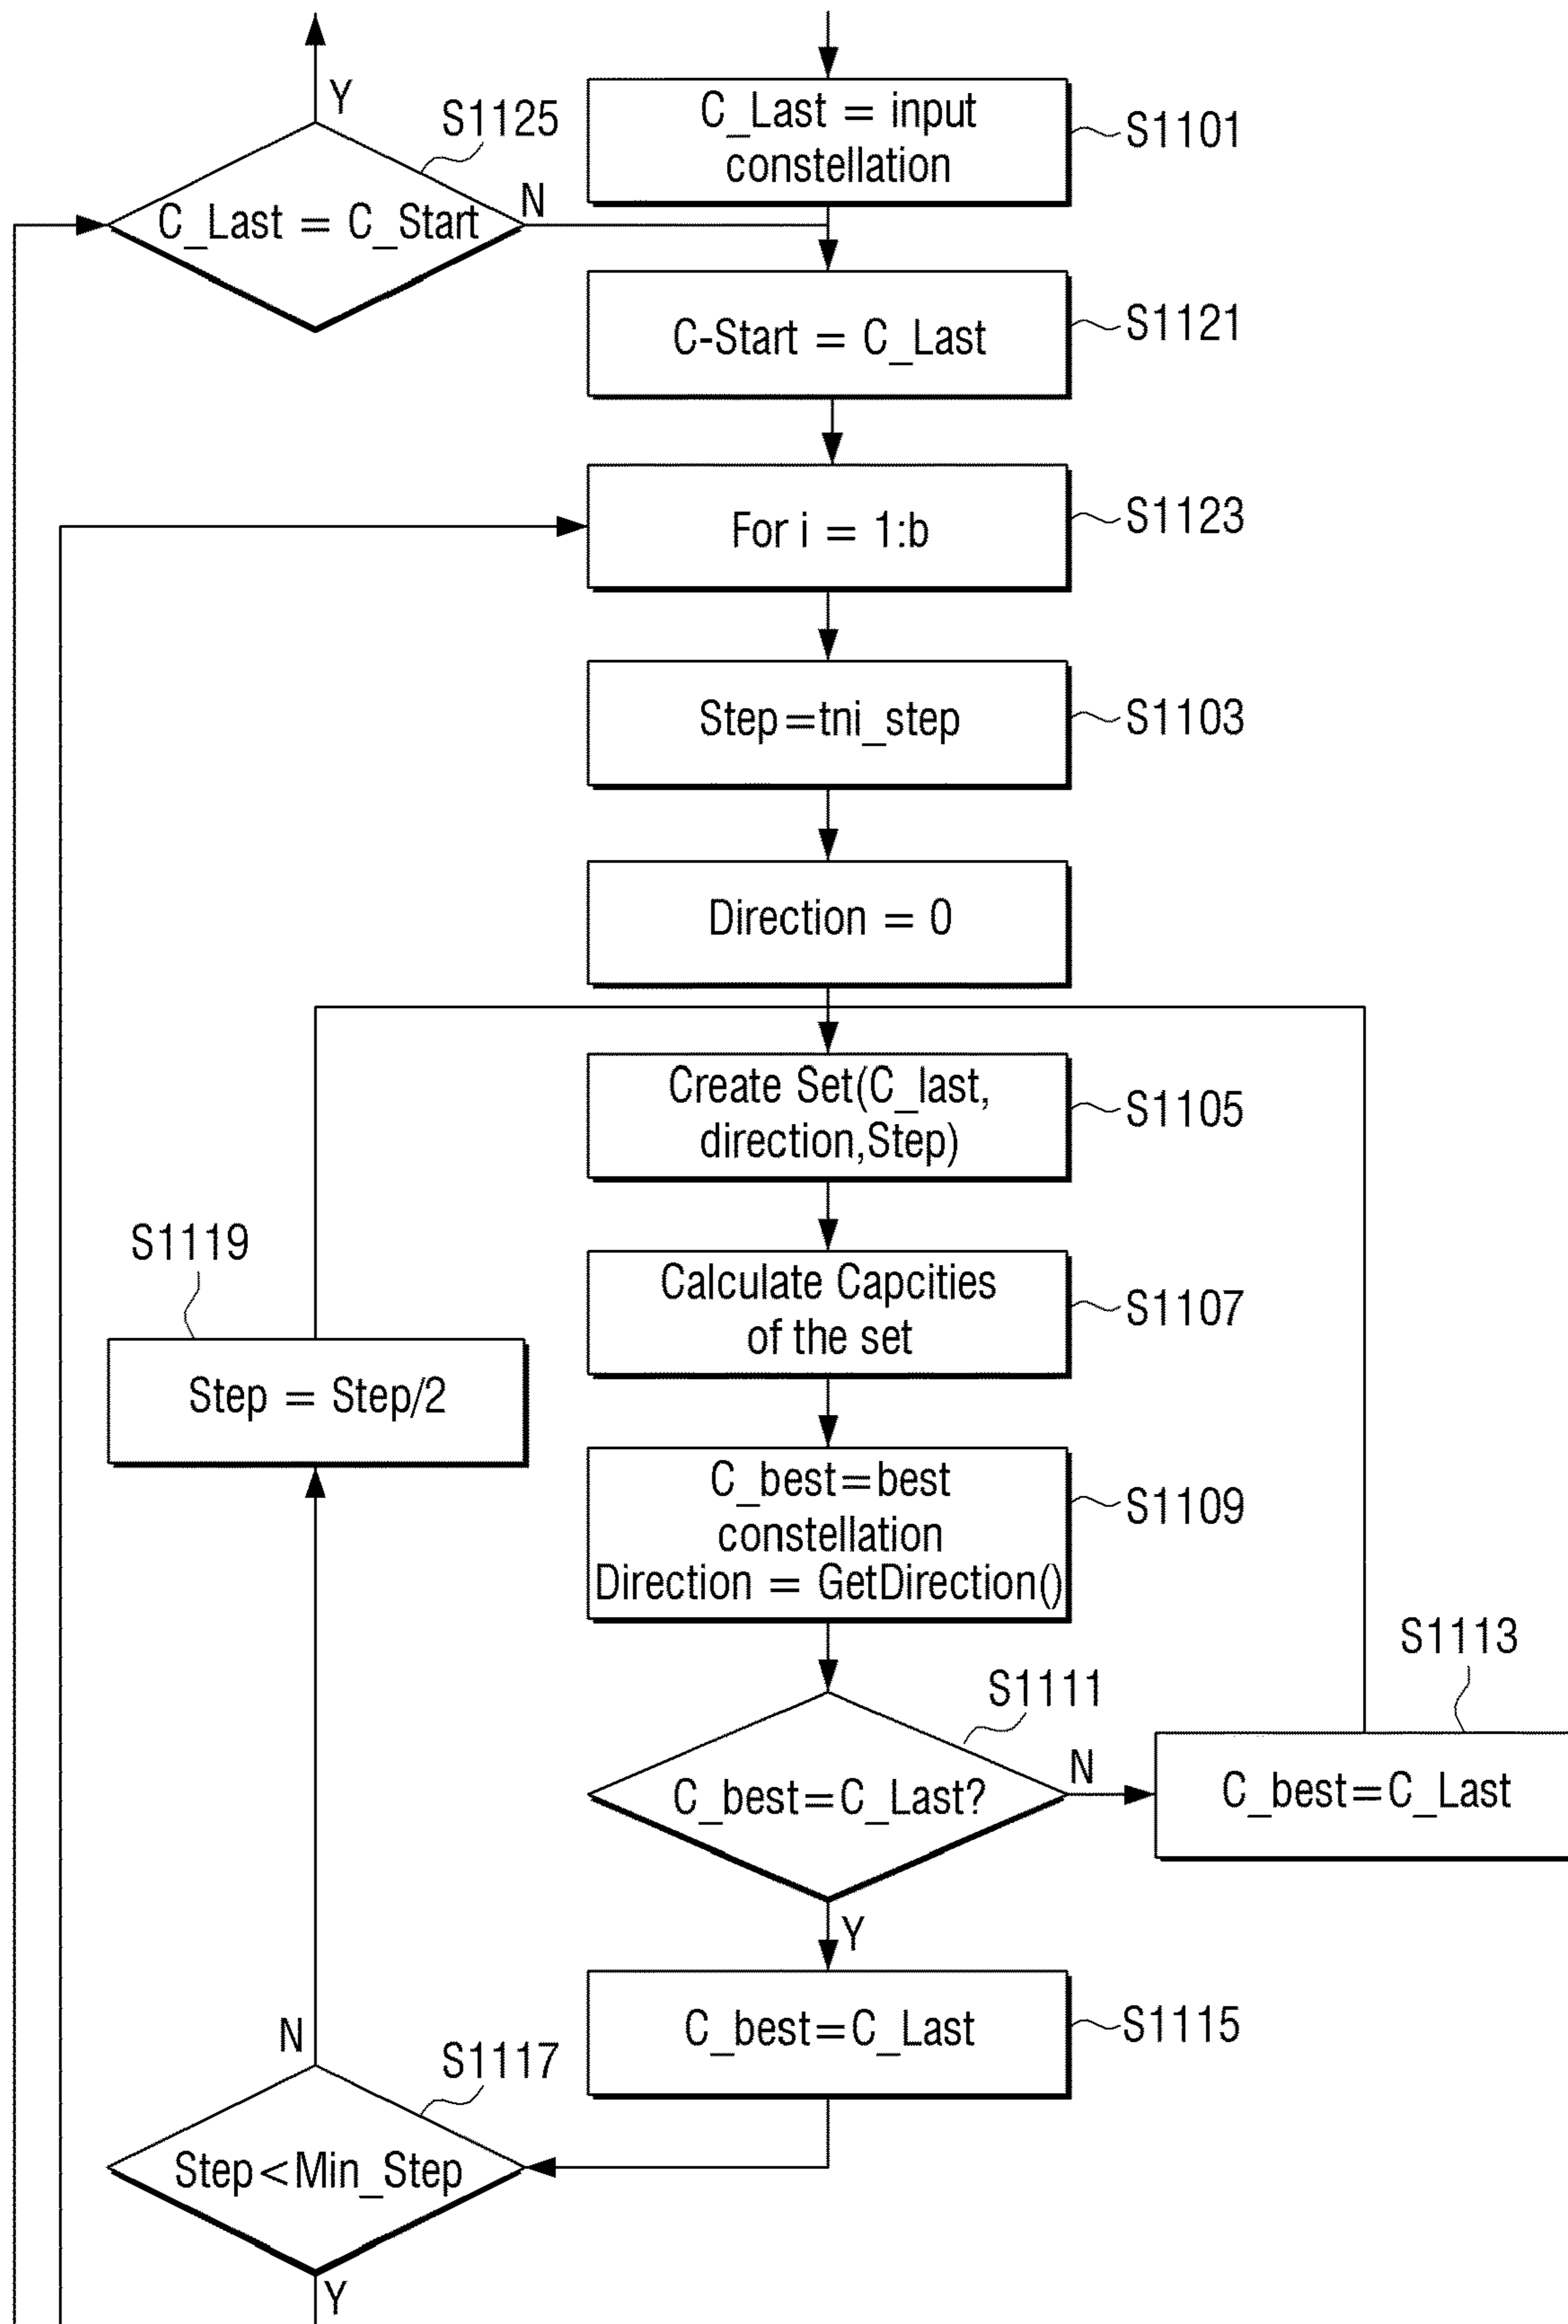 Y
S1125
C_Last = C_Start
N
C_Last = input
constellation
S1101
C-Start = C_Last
S1121
For i = 1:b
S1123
Step=tni_step
S1103
Direction = 0
Create Set(C_last,
direction,Step)
S1105
S1119
Step = Step/2
Calculate Capcities
of the set
S1107
C_best=best
constellation
Direction = GetDirection()
S1109
S1111
C_best=C_Last?
N
S1113
C_best=C_Last
Y
C_best=C_Last
S1115
N
S1117
Step<Min_Step
Y